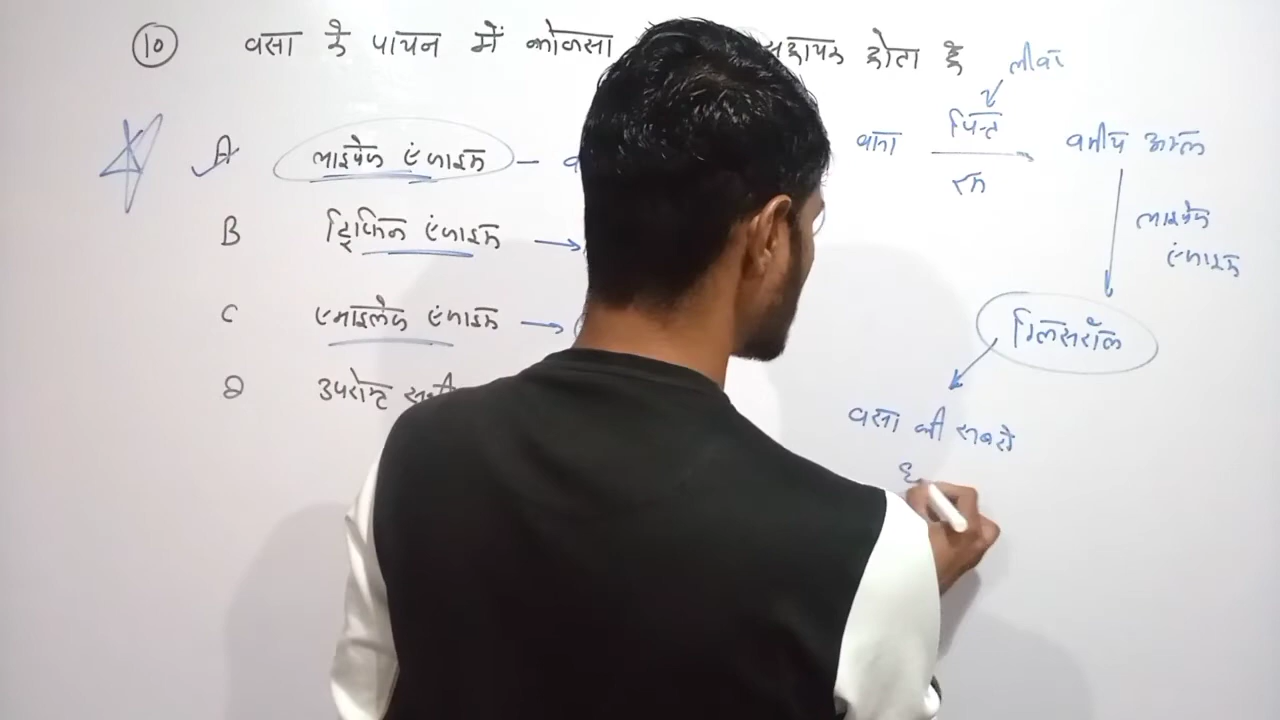 10 वसा के पाचन में कोनसा सहायक होता है
A लाइपेज एंजाइम –
B ट्रिप्सिन एंजाइम →
C एमाइलेज एंजाइम →
D उपरोक्त सभी
लीवर
वसा पित्त रस → वसीय अम्ल
लाइपेज
एंजाइम
ग्लिसरॉल
वसा की सबसे